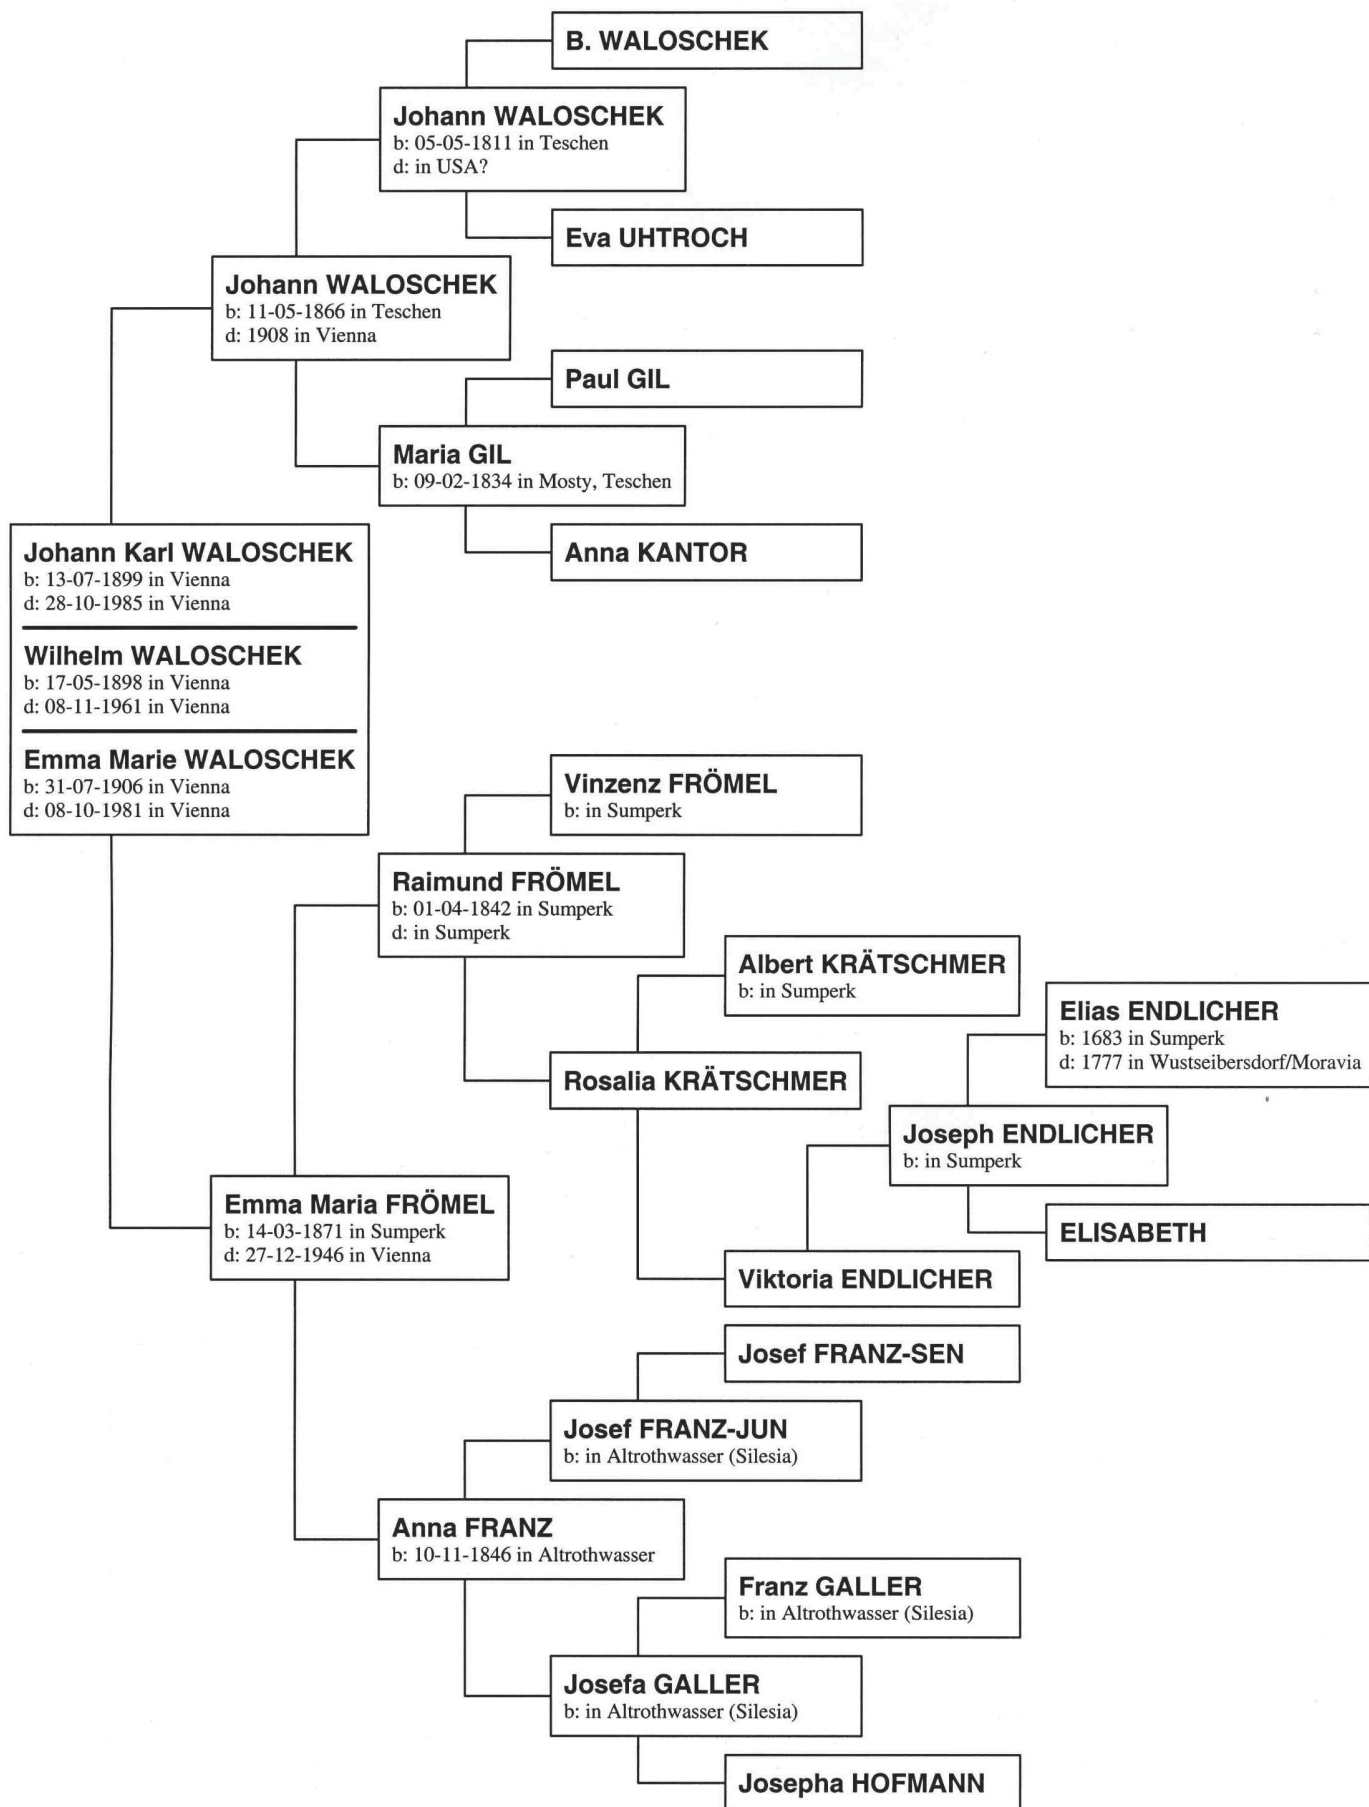 B. WALOSCHEK
Johann WALOSCHEK
b: 05-05-1811 in Teschen
d: in USA?
Eva UHTROCH
Johann WALOSCHEK
b: 11-05-1866 in Teschen
d: 1908 in Vienna
Paul GIL
Maria GIL
b: 09-02-1834 in Mosty, Teschen
Anna KANTOR
Johann Karl WALOSCHEK
b: 13-07-1899 in Vienna
d: 28-10-1985 in Vienna
Wilhelm WALOSCHEK
b: 17-05-1898 in Vienna
d: 08-11-1961 in Vienna
Emma Marie WALOSCHEK
b: 31-07-1906 in Vienna
d: 08-10-1981 in Vienna
Vinzenz FRÖMEL
b: in Sumperk
Raimund FRÖMEL
b: 01-04-1842 in Sumperk
d: in Sumperk
Albert KRÄTSCHMER
b: in Sumperk
Elias ENDLICHER
b: 1683 in Sumperk
d: 1777 in Wustseibersdorf/Moravia
Rosalia KRÄTSCHMER
Joseph ENDLICHER
b: in Sumperk
Emma Maria FRÖMEL
b: 14-03-1871 in Sumperk
d: 27-12-1946 in Vienna
ELISABETH
Viktoria ENDLICHER
Josef FRANZ-SEN
Josef FRANZ-JUN
b: in Altrothwasser (Silesia)
Anna FRANZ
b: 10-11-1846 in Altrothwasser
Franz GALLER
b: in Altrothwasser (Silesia)
Josefa GALLER
b: in Altrothwasser (Silesia)
Josepha HOFMANN